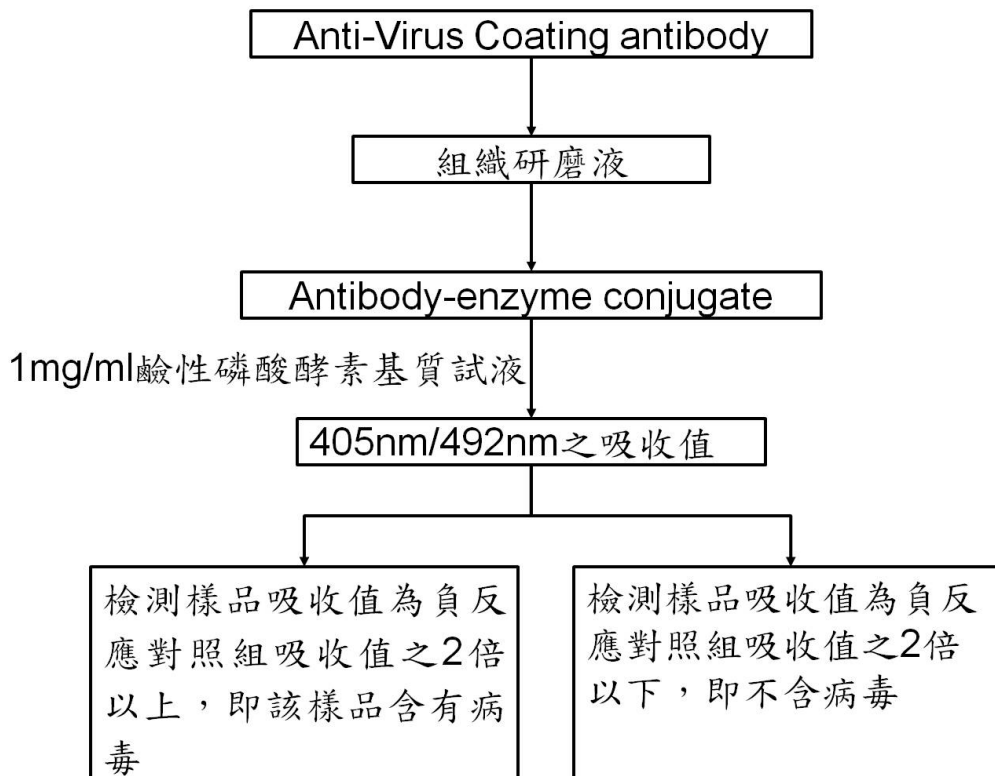 Anti-Virus Coating antibody
組織研磨液
Antibody-enzyme conjugate
1mg/ml鹼性磷酸酵素基質試液
405nm/492nm之吸收值
檢測樣品吸收值為負反
應對照組吸收值之2倍
以上，即該樣品含有病
毒
檢測樣品吸收值為負反
應對照組吸收值之2倍
以下，即不含病毒